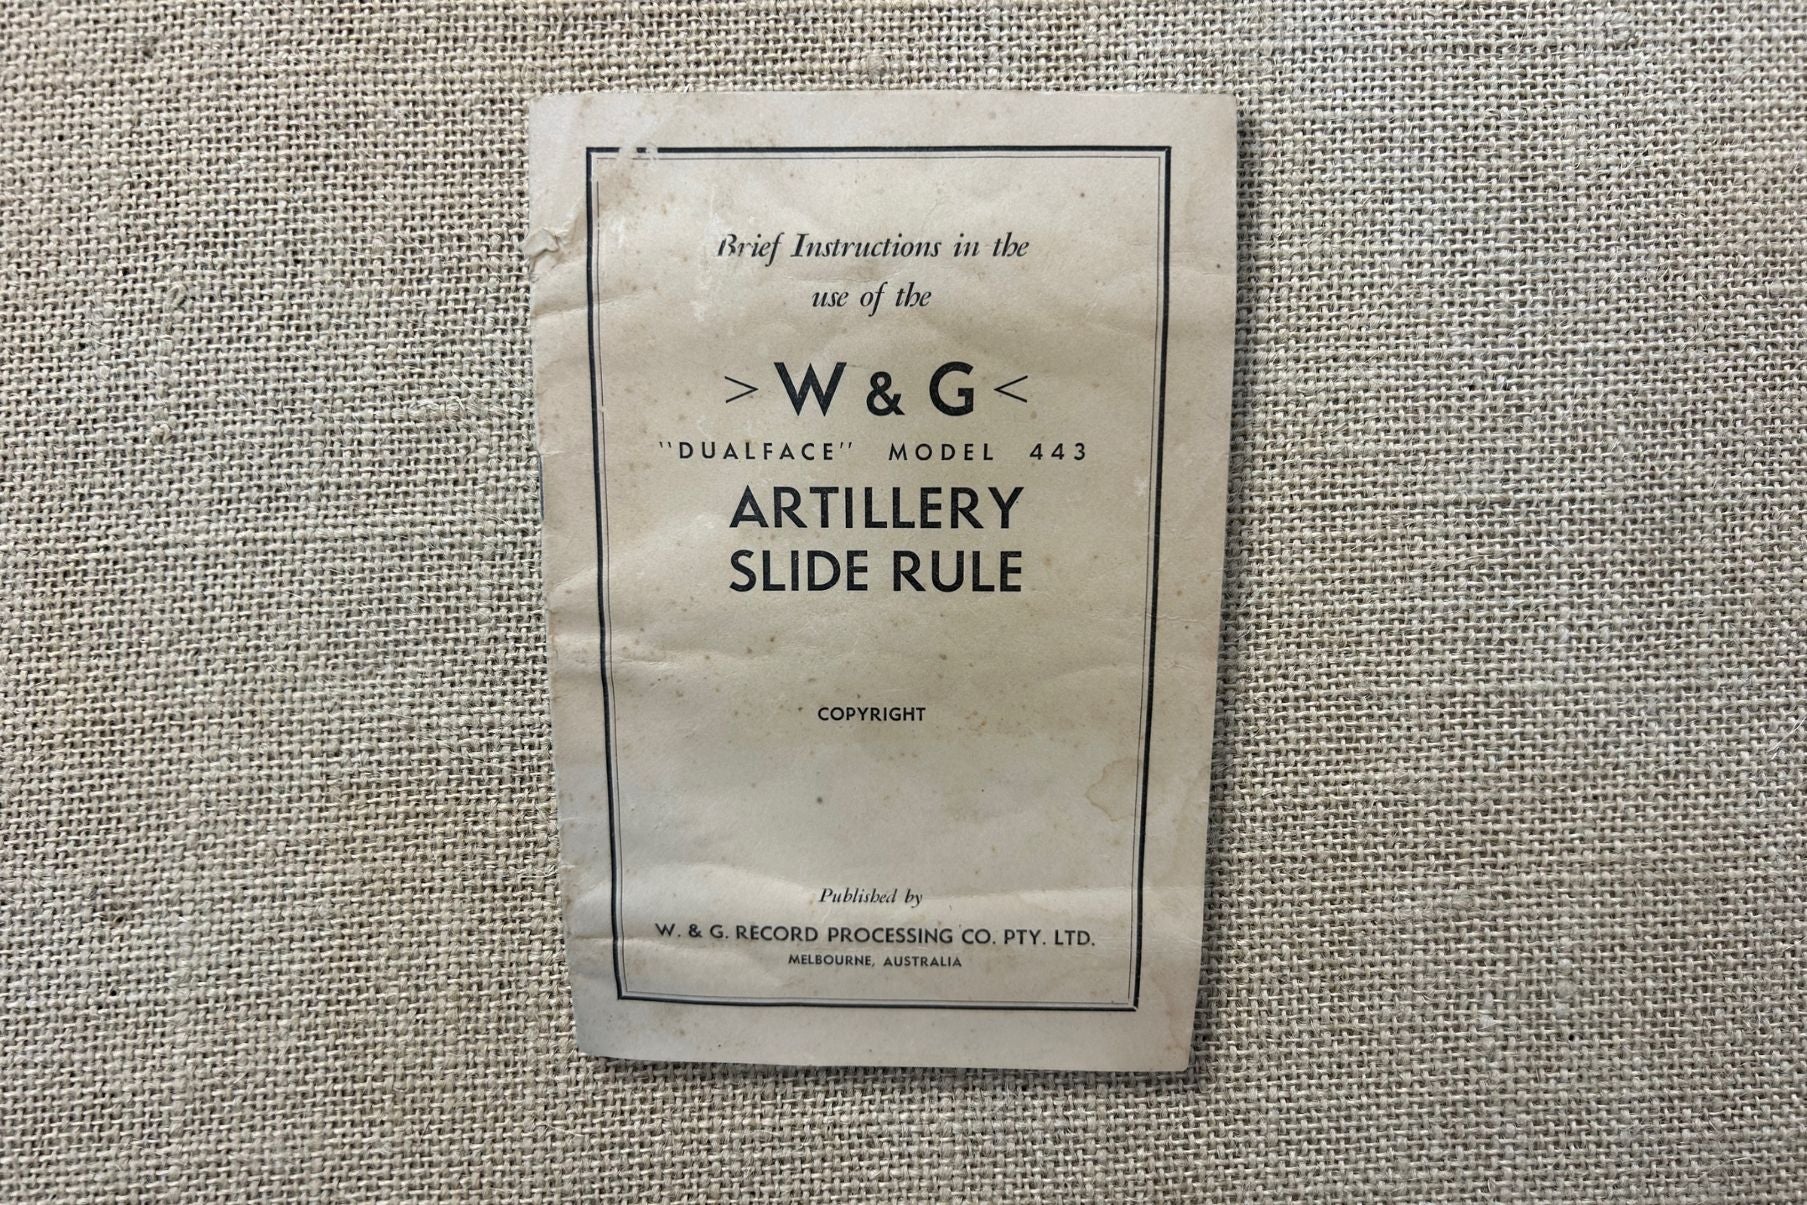 Brief Instructions in the
use of the
> W & G <
"DUALFACE" MODEL 443
ARTILLERY
SLIDE RULE
COPYRIGHT
Published by
W. & G. RECORD PROCESSING CO. PTY. LTD.
MELBOURNE, AUSTRALIA